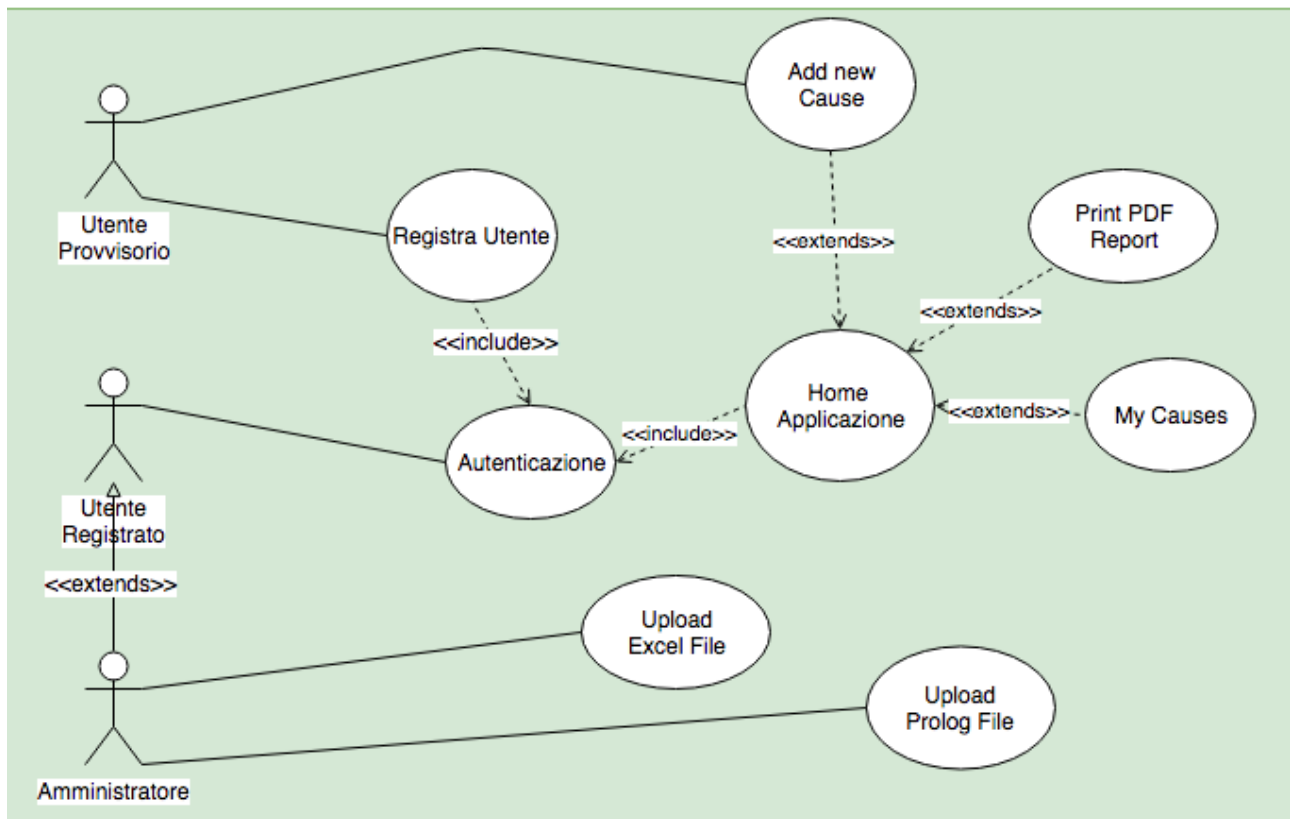 Add new
Cause
Utente
Provvisorio
Registra Utente
Print PDF
Report
<<extends>>
<<extends>>
<<include>>
Home
Applicazione
<<extends>>
My Causes
<<include>>
Autenticazione
Utente
Registrato
<<extends>>
Upload
Excel File
Upload
Prolog File
Amministratore